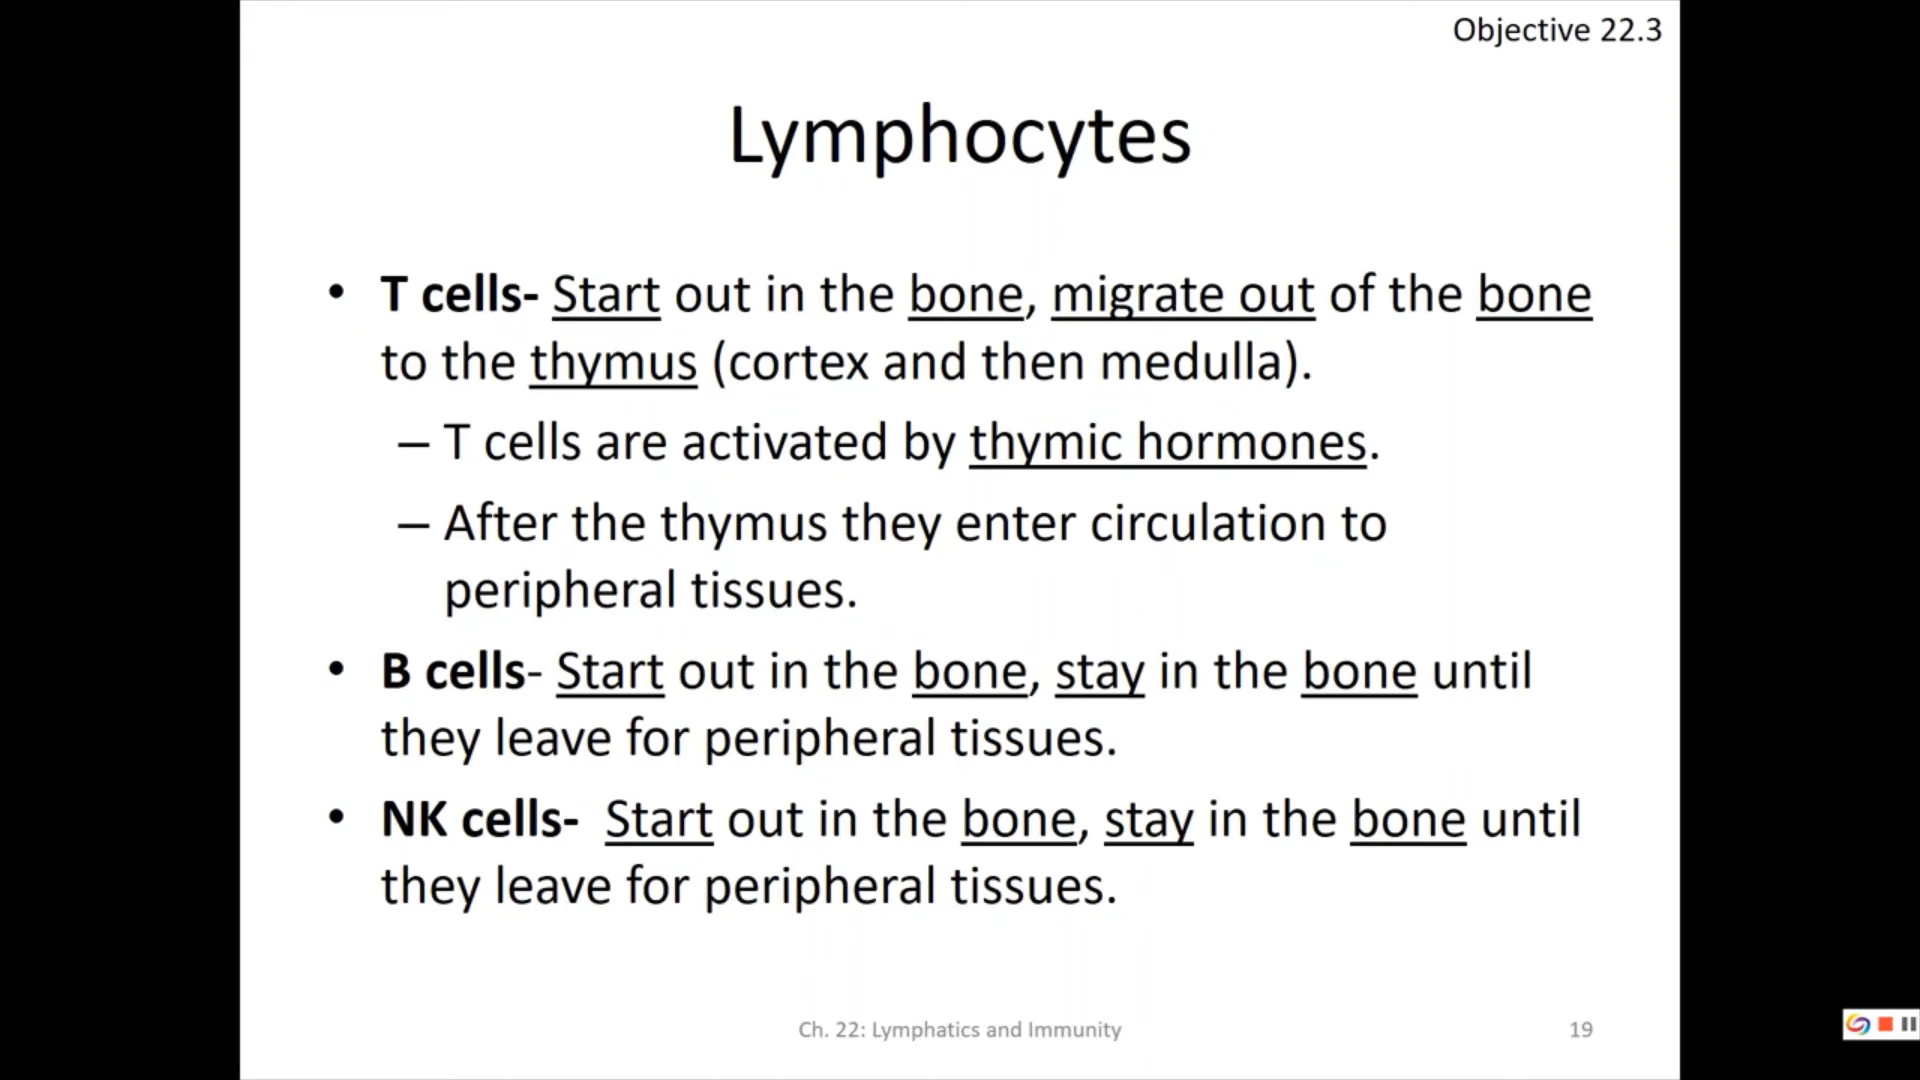 Objective 22.3
Lymphocytes
• T cells- Start out in the bone, migrate out of the bone
to the thymus (cortex and then medulla).
– T cells are activated by thymic hormones.
– After the thymus they enter circulation to
peripheral tissues.
• B cells- Start out in the bone, stay in the bone until
they leave for peripheral tissues.
• NK cells- Start out in the bone, stay in the bone until
they leave for peripheral tissues.
Ch. 22: Lymphatics and Immunity
19